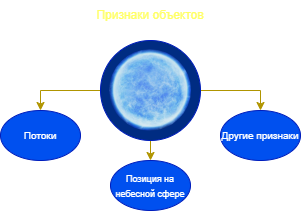 Признаки объектов
Потоки
Другие признаки
Позиция на
небесной сфере